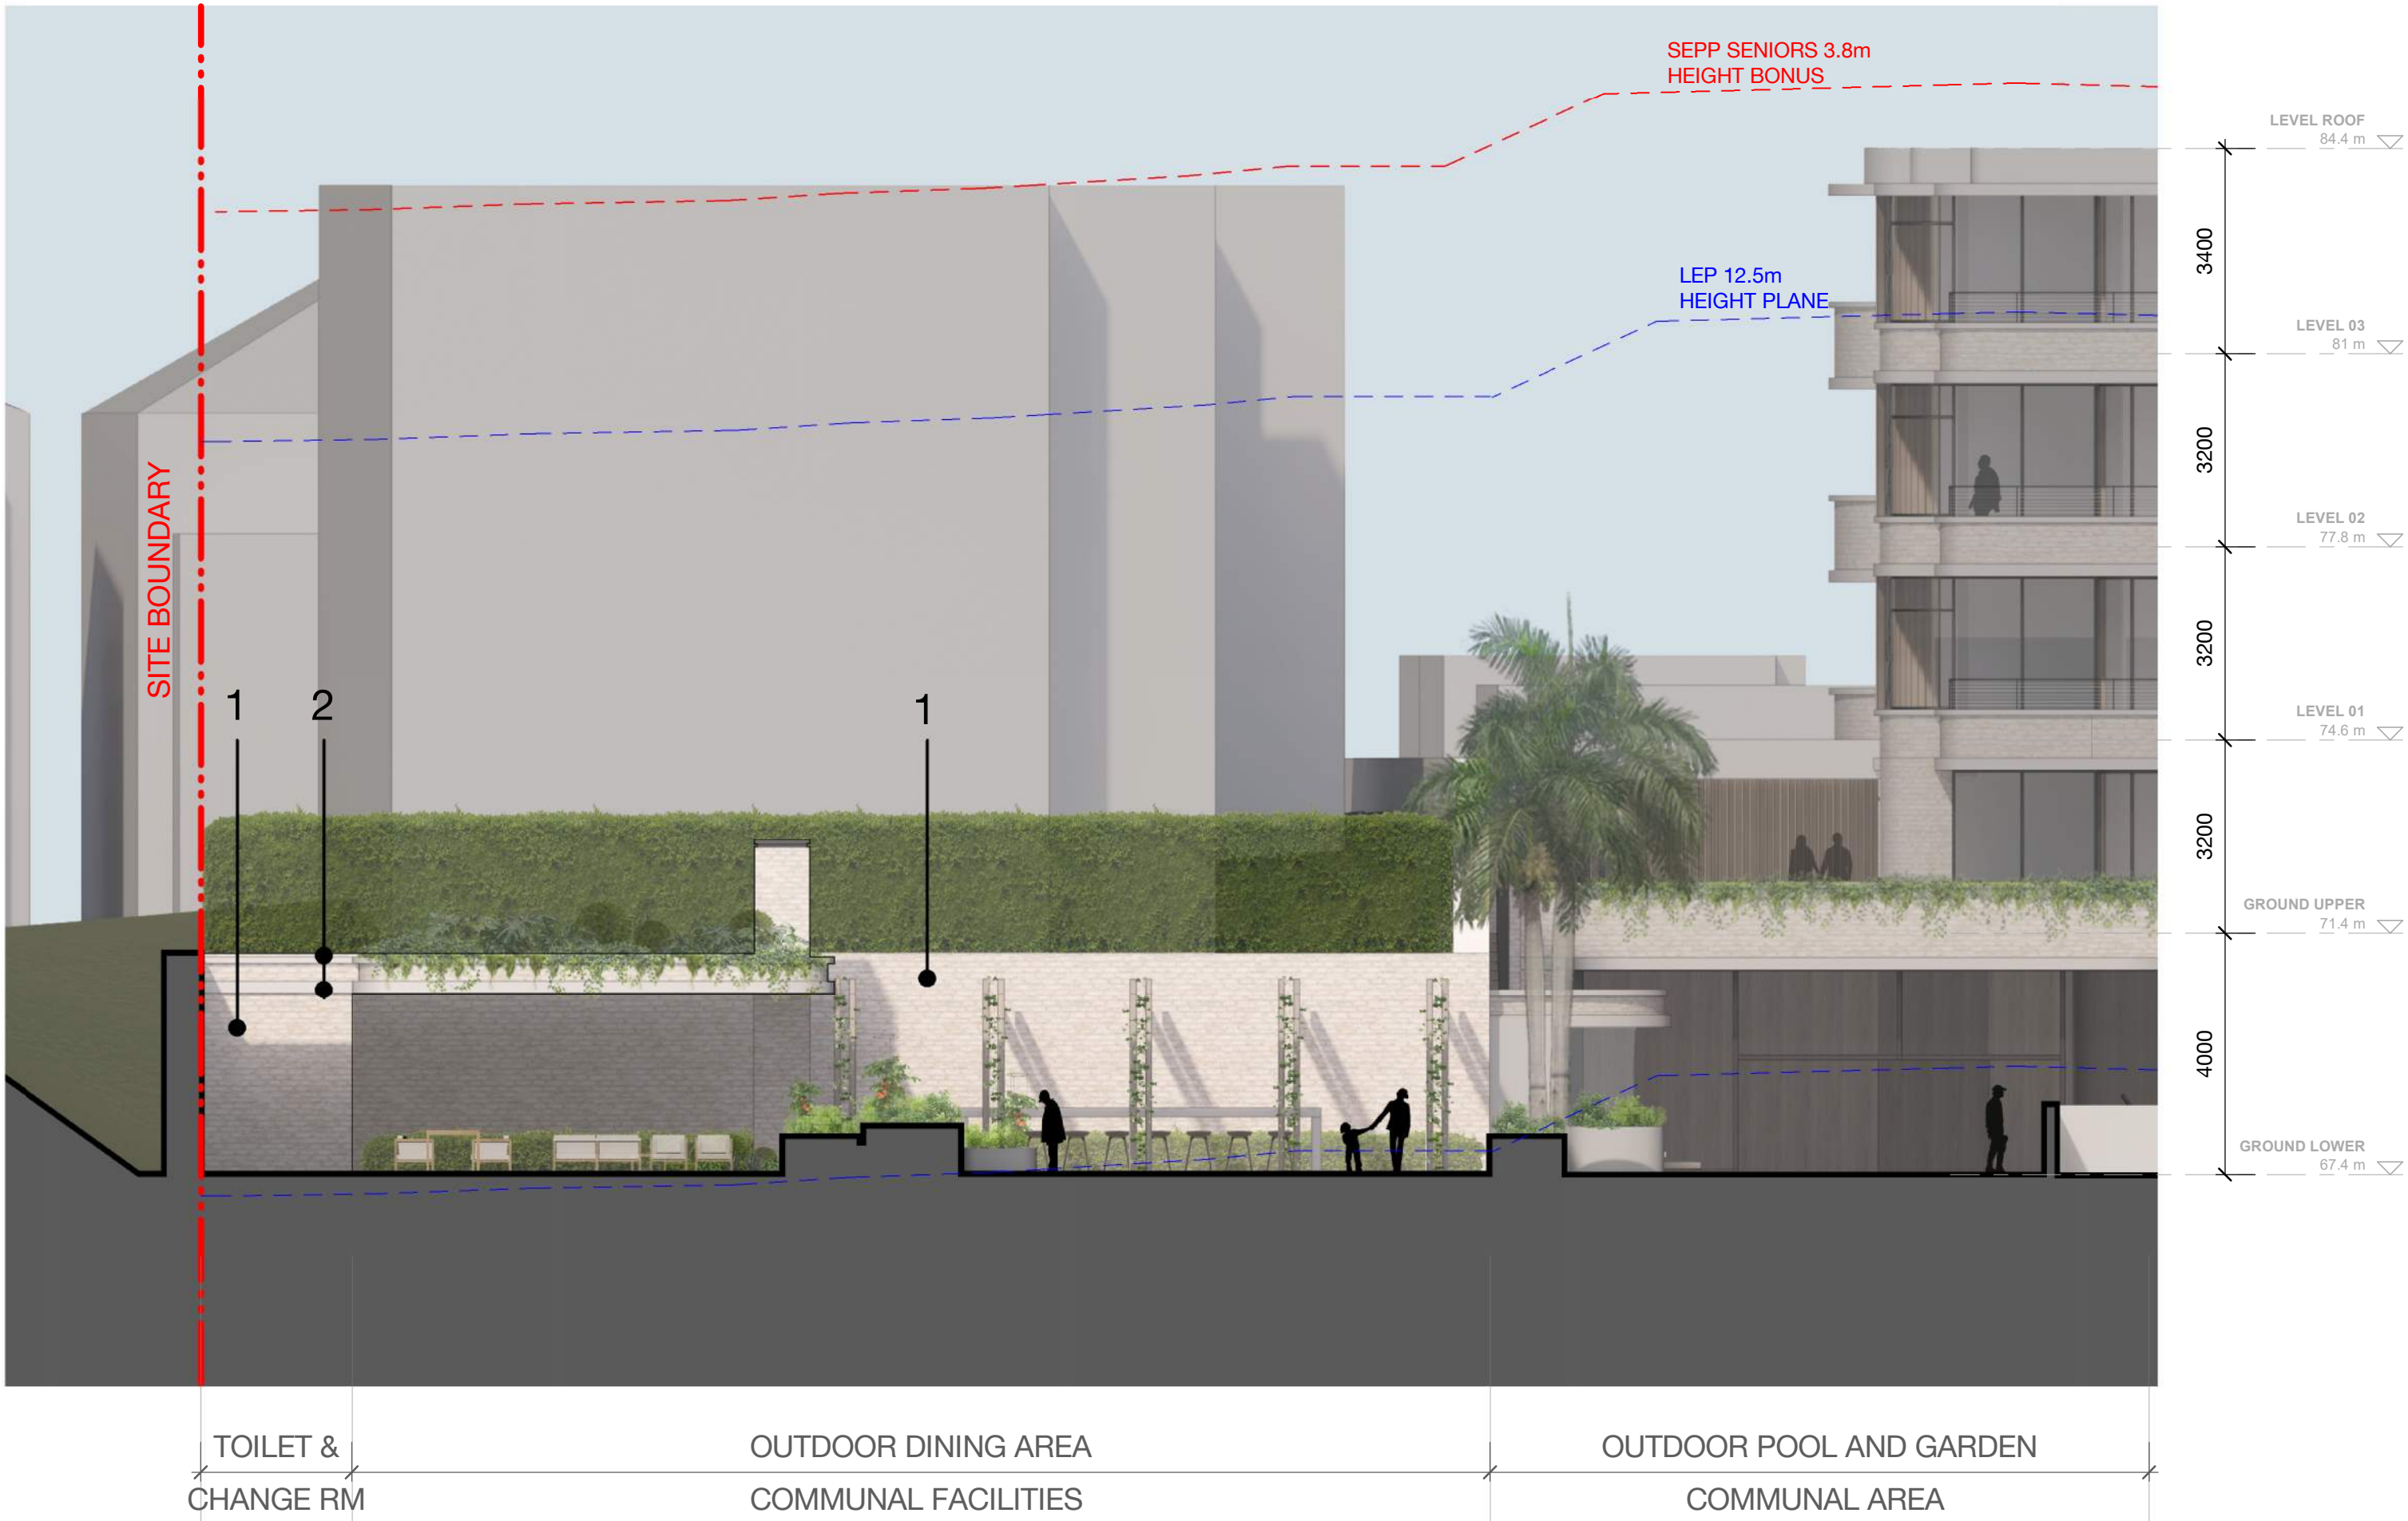 SEPP SENIORS 3.8m
HEIGHT BONUS
LEVEL ROOF
84.4 m
3400
LEP 12.5m
HEIGHT PLANE
LEVEL 03
81 m
3200
SITE BOUNDARY
LEVEL 02
77.8 m
3200
1
2
1
LEVEL 01
74.6 m
3200
GROUND UPPER
71.4 m
4000
GROUND LOWER
67.4 m
TOILET &
CHANGE RM
OUTDOOR DINING AREA
COMMUNAL FACILITIES
OUTDOOR POOL AND GARDEN
COMMUNAL AREA